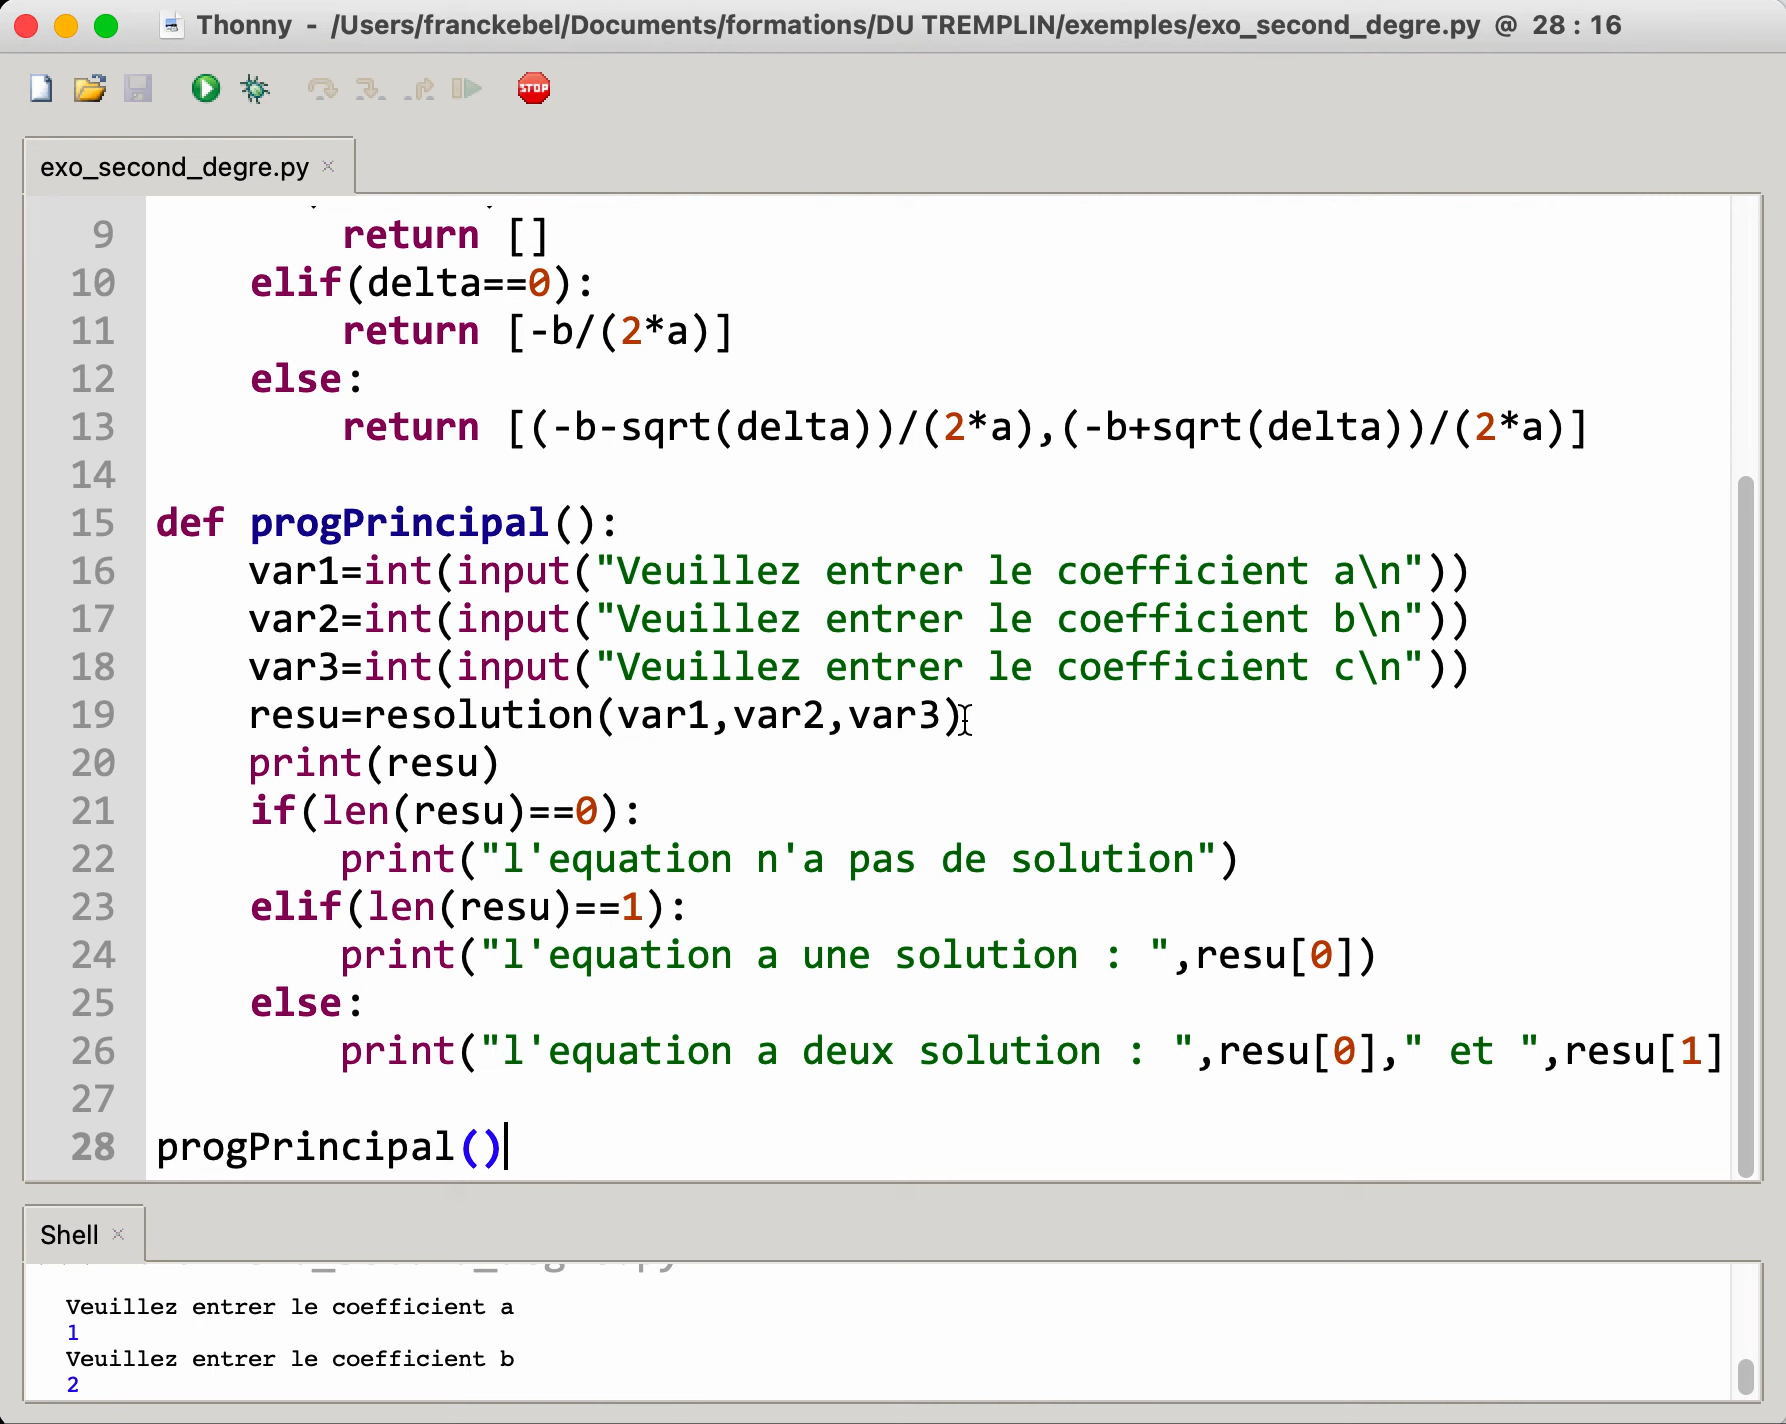 Thonny - /Users/franckebel/Documents/formations/DU TREMPLIN/exemples/exo_second_degre.py @ 28 : 16
STOP
exo_second_degre.py ×
9 return []
10 elif(delta==0):
11 return [-b/(2*a)]
12 else:
13 return [(-b-sqrt(delta))/(2*a),(-b+sqrt(delta))/(2*a)]
14
15 def progPrincipal():
16 var1=int(input("Veuillez entrer le coefficient a\n"))
17 var2=int(input("Veuillez entrer le coefficient b\n"))
18 var3=int(input("Veuillez entrer le coefficient c\n"))
19 resu=resolution(var1,var2,var3)
20 print(resu)
21 if(len(resu)==0):
22 print("l'equation n'a pas de solution")
23 elif(len(resu)==1):
24 print("l'equation a une solution : ",resu[0])
25 else:
26 print("l'equation a deux solution : ",resu[0]," et ",resu[1]
27
28 progPrincipal()
Shell ×
Veuillez entrer le coefficient a
1
Veuillez entrer le coefficient b
2